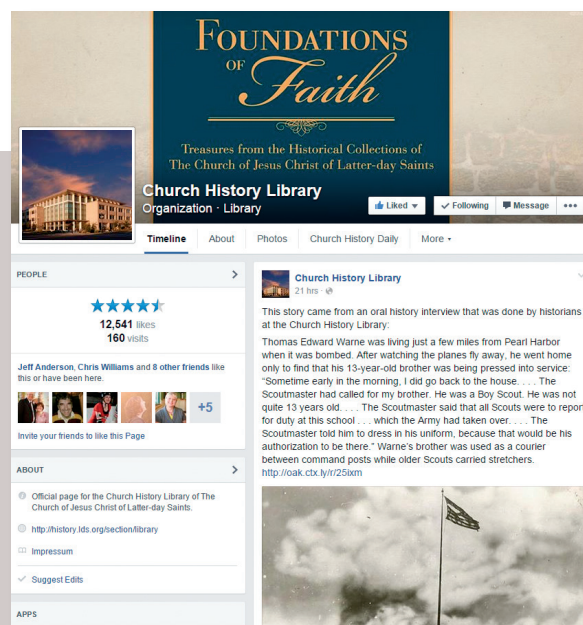 FOUNDATIONS
OF
Faith
Treasures from the Historical Collections of
The Church of Jesus Christ of Latter-day Saints
Church History Library
Organization · Library
Liked
Following
Message
Timeline
About
Photos
Church History Daily
More
PEOPLE
12,541 likes
160 visits
Jeff Anderson, Chris Williams and 8 other friends like
this or have been here.
+5
Invite your friends to like this Page
ABOUT
Official page for the Church History Library of The
Church of Jesus Christ of Latter-day Saints.
http://history.lds.org/section/library
Impressum
Suggest Edits
APPS
Church History Library
21 hrs ·
This story came from an oral history interview that was done by historians
at the Church History Library:
Thomas Edward Warne was living just a few miles from Pearl Harbor
when it was bombed. After watching the planes fly away, he went home
only to find that his 13-year-old brother was being pressed into service:
"Sometime early in the morning, I did go back to the house. . . . The
Scoutmaster had called for my brother. He was a Boy Scout. He was not
quite 13 years old. . . . The Scoutmaster said that all Scouts were to report
for duty at this school . . . which the Army had taken over. . . . The
Scoutmaster told him to dress in his uniform, because that would be his
authorization to be there." Warne's brother was used as a courier
between command posts while older Scouts carried stretchers.
http://oak.ctx.ly/r/25ixm